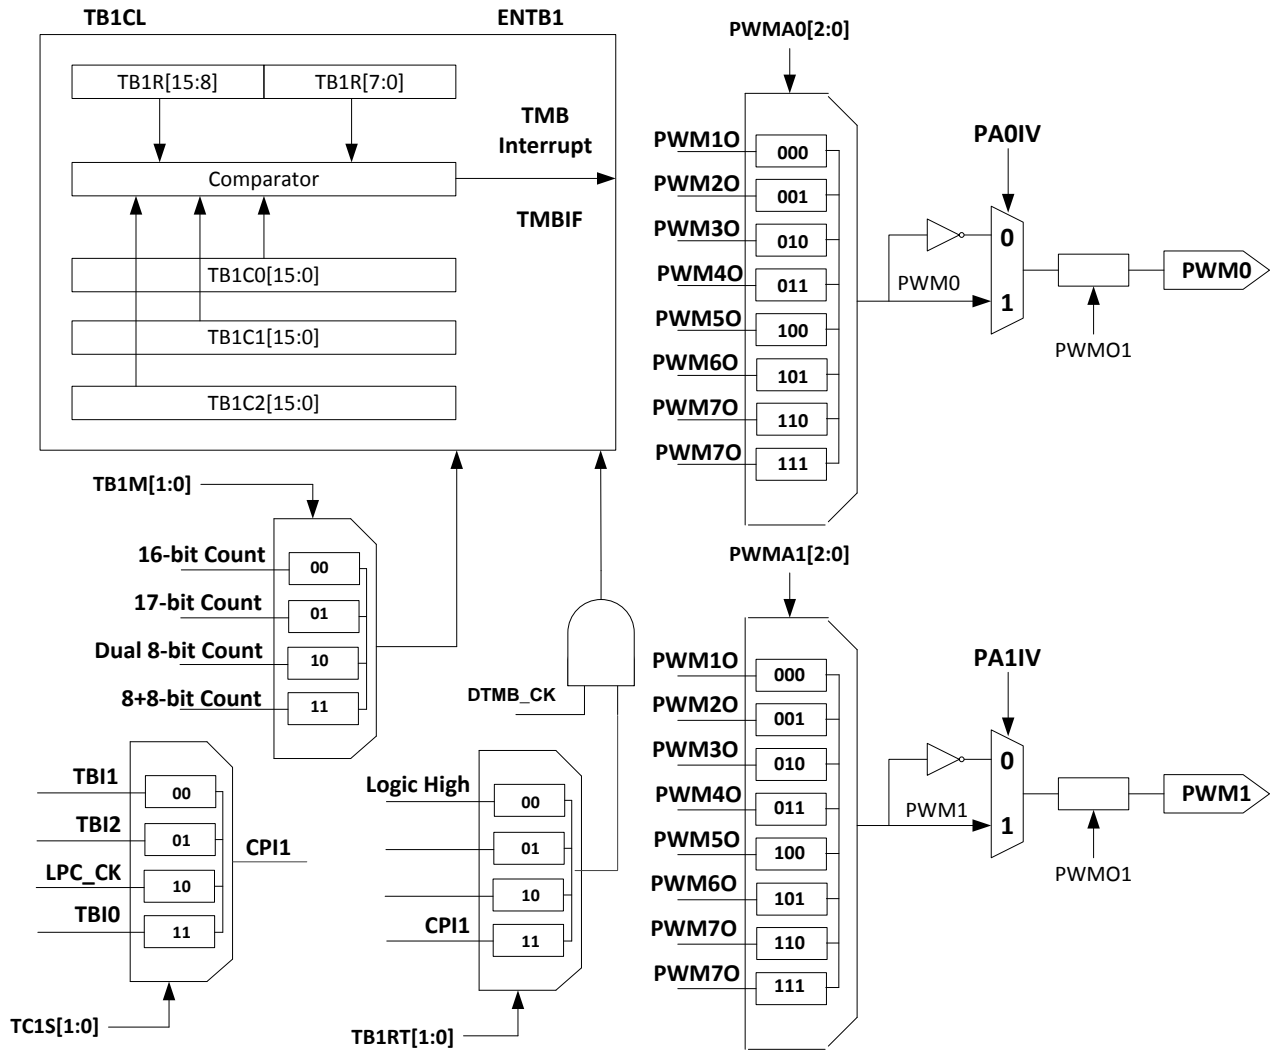 TB1CL
ENTB1
TB1R[15:8]
TB1R[7:0]
TMB
Interrupt
Comparator
TMBIF
TB1C0[15:0]
TB1C1[15:0]
TB1C2[15:0]
TB1M[1:0]
16-bit Count
00
17-bit Count
01
Dual 8-bit Count
10
8+8-bit Count
11
DTMB_CK
TBI1
00
TBI2
01
LPC_CK
10
TBI0
11
CPI1
TC1S[1:0]
Logic High
00
01
10
CPI1
11
TB1RT[1:0]
PWMA0[2:0]
PWM1O
000
PWM2O
001
PWM3O
010
PWM4O
011
PWM5O
100
PWM6O
101
PWM7O
110
PWM7O
111
PWM0
PA0IV
0
1
PWMO1
PWM0
PWMA1[2:0]
PWM1O
000
PWM2O
001
PWM3O
010
PWM4O
011
PWM5O
100
PWM6O
101
PWM7O
110
PWM7O
111
PWM1
PA1IV
0
1
PWMO1
PWM1